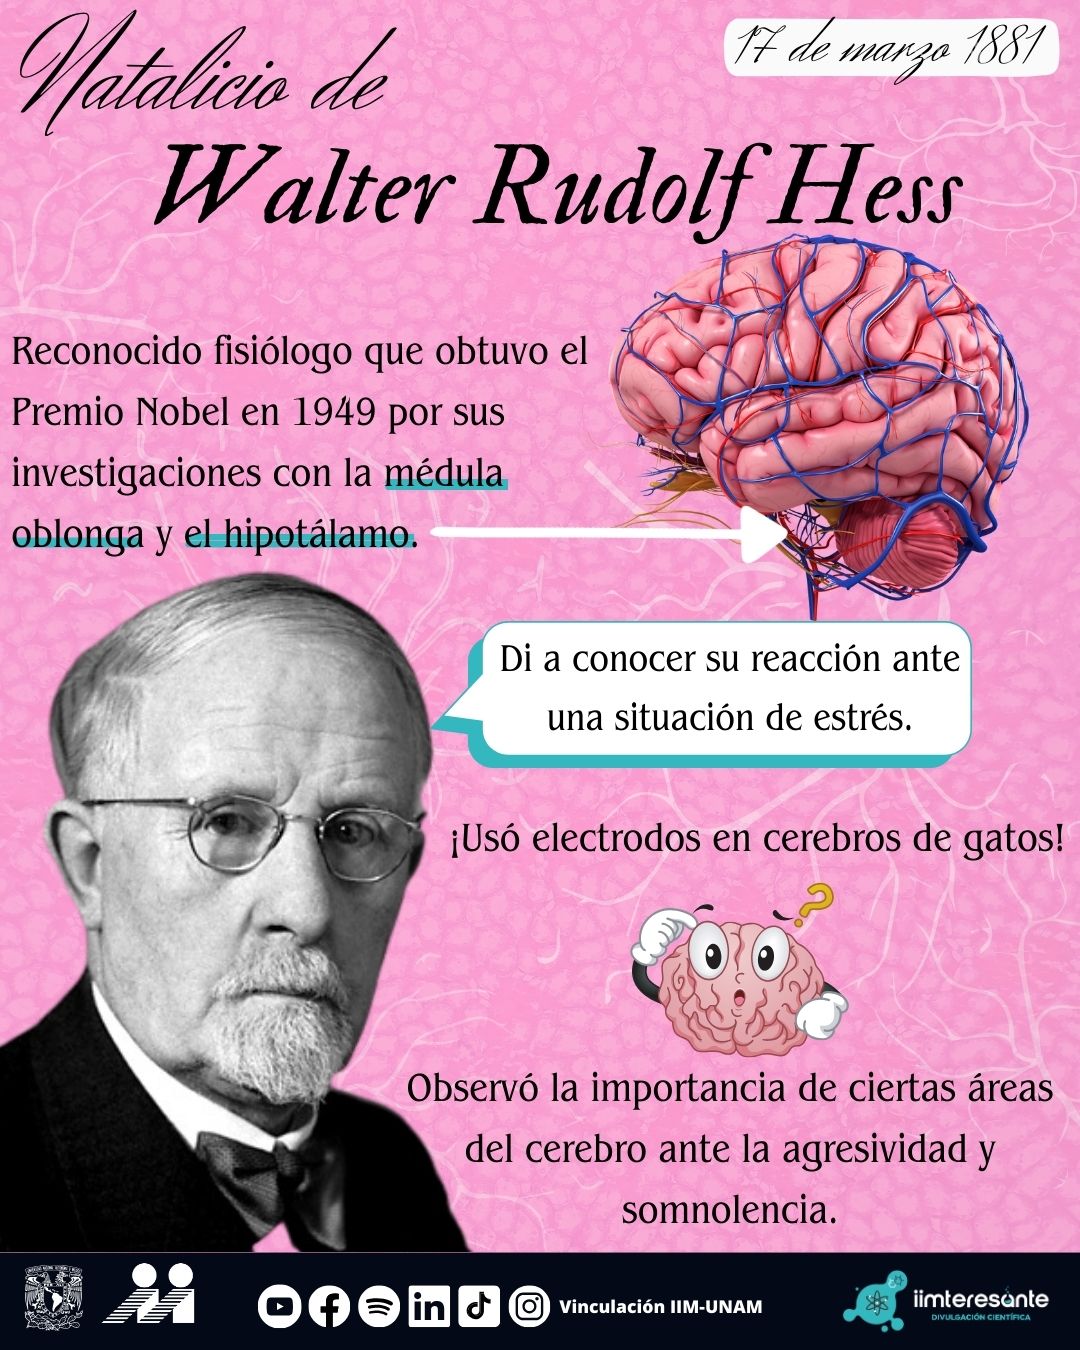 Natalicio de
17 de marzo 1881
Walter Rudolf Hess
Reconocido fisiólogo que obtuvo el
Premio Nobel en 1949 por sus
investigaciones con la médula
oblonga y el hipotálamo.
Di a conocer su reacción ante
una situación de estrés.
¡Usó electrodos en cerebros de gatos!
?
Observó la importancia de ciertas áreas
del cerebro ante la agresividad y
somnolencia.
Vinculación IIM-UNAM
iimteresante
DIVULGACIÓN CIENTÍFICA